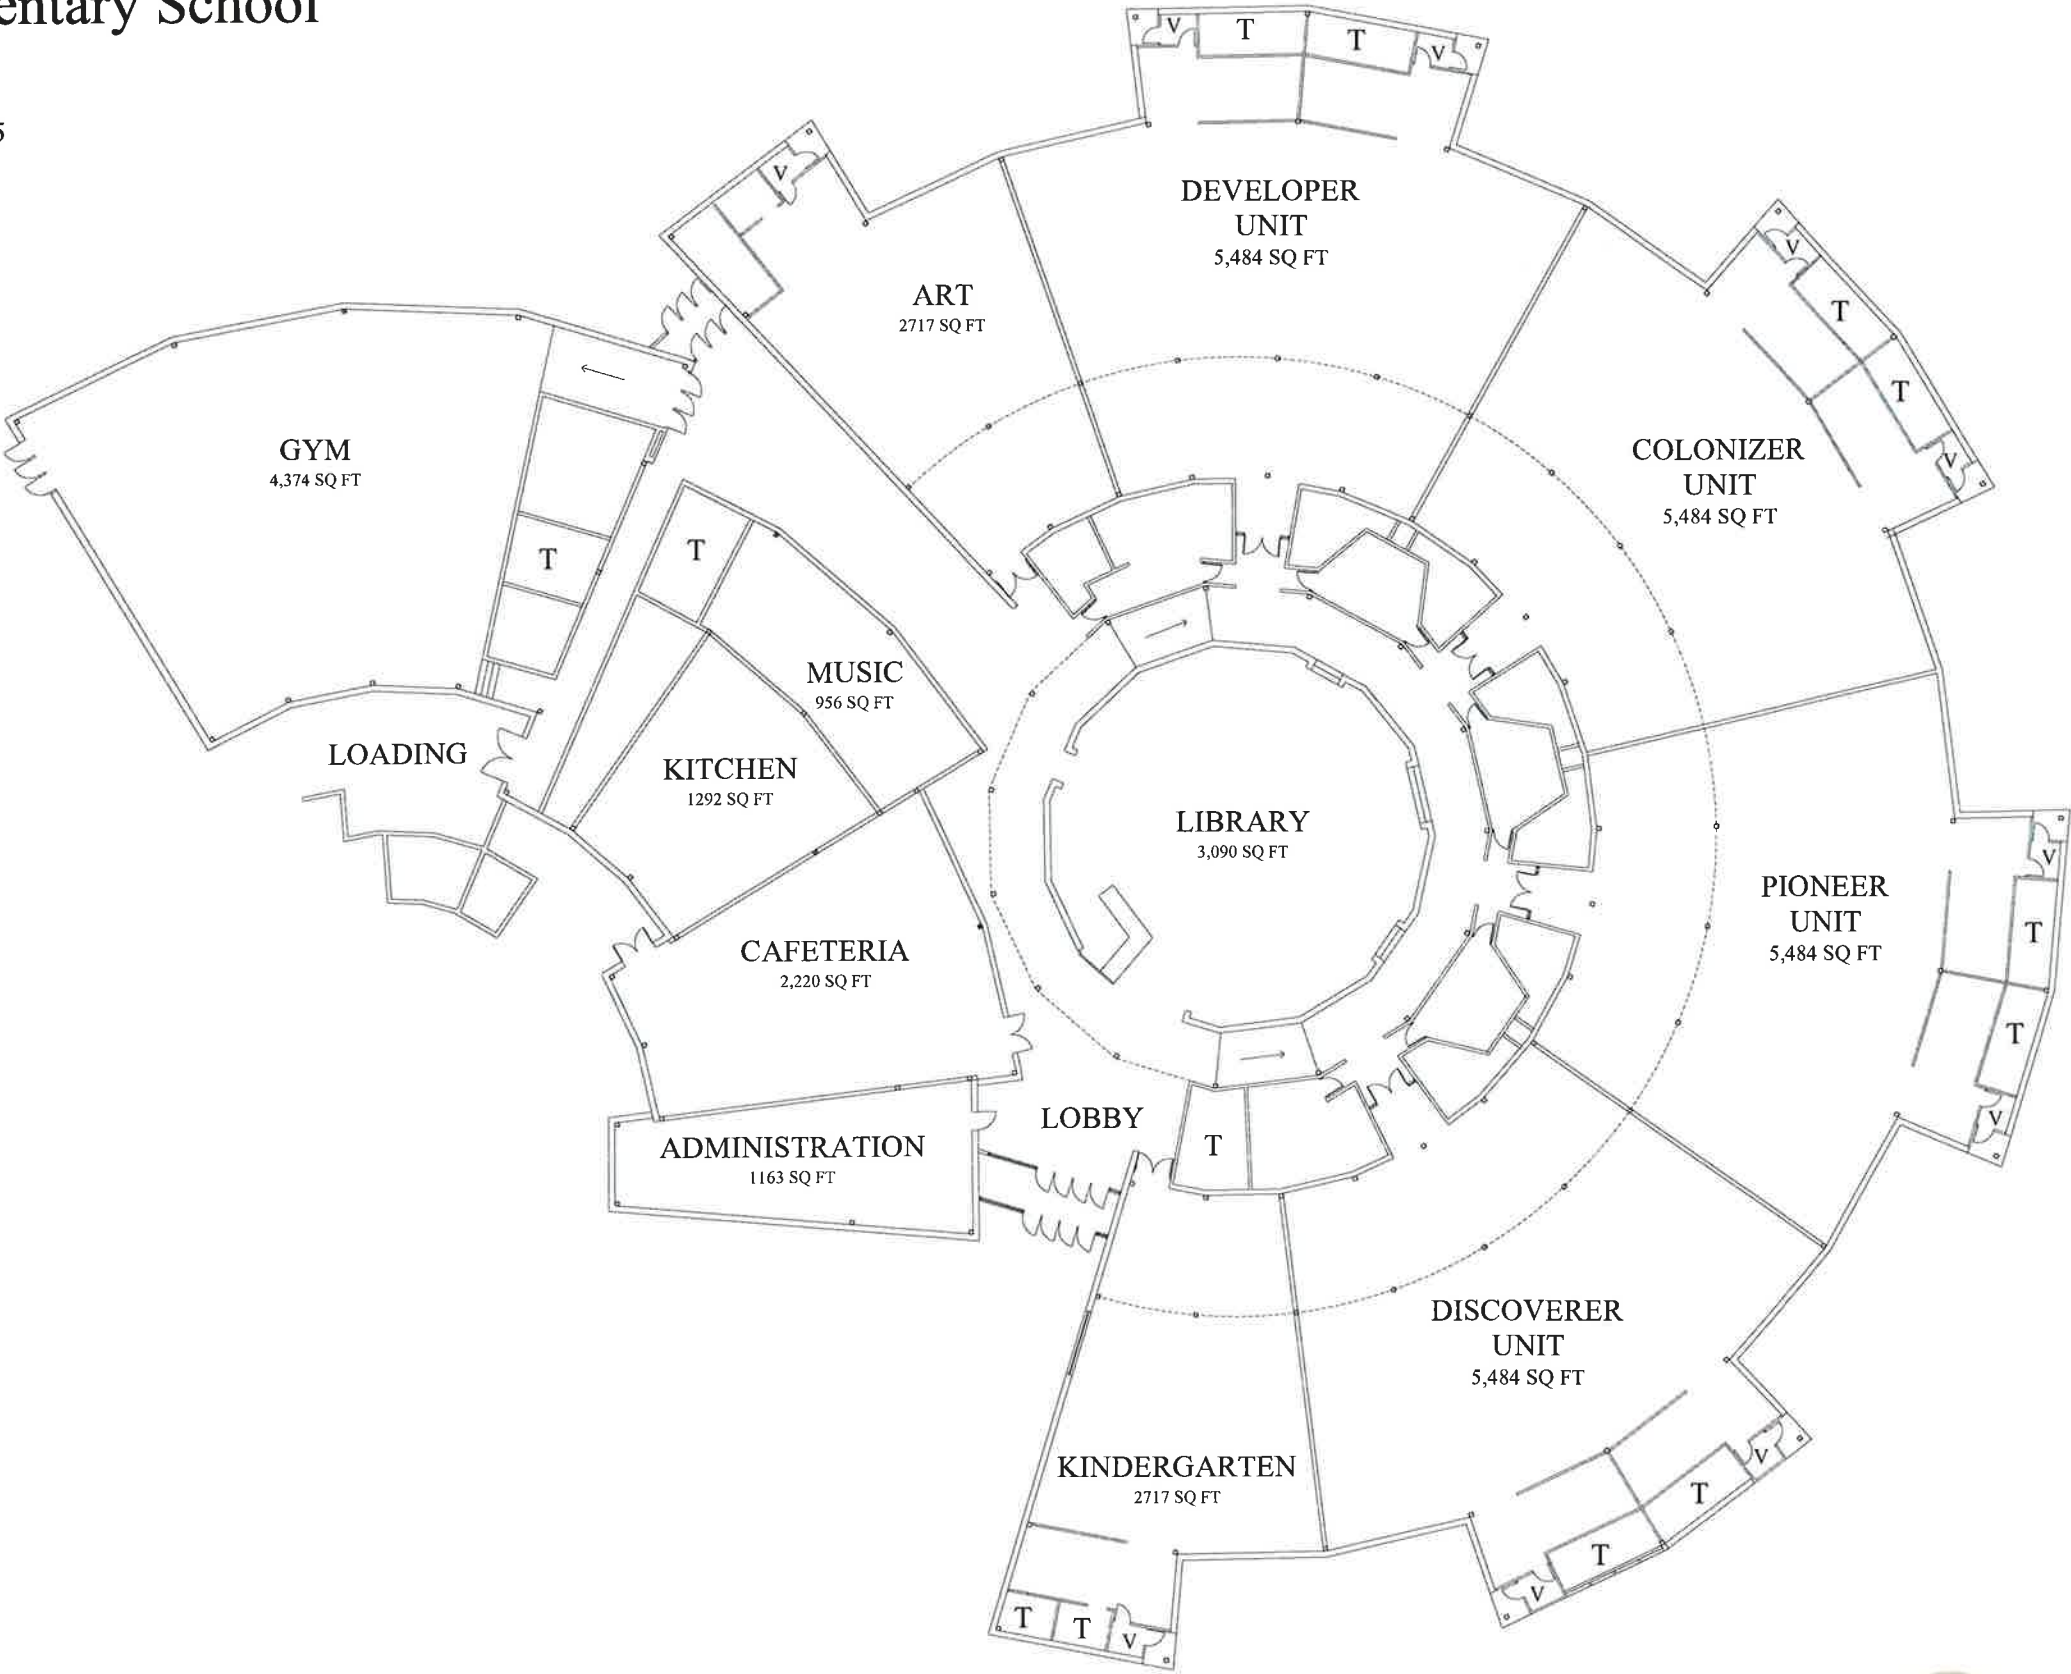 School
V
T
T
V
V
DEVELOPER
UNIT
5,484 SQ FT
V
T
T
V
ART
2717 SQ FT
COLONIZER
UNIT
5,484 SQ FT
GYM
4,374 SQ FT
T
T
MUSIC
956 SQ FT
LOADING
KITCHEN
1292 SQ FT
LIBRARY
3,090 SQ FT
V
PIONEER
UNIT
5,484 SQ FT
T
T
V
CAFETERIA
2,220 SQ FT
LOBBY
T
ADMINISTRATION
1163 SQ FT
DISCOVERER
UNIT
5,484 SQ FT
V
T
T
V
KINDERGARTEN
2717 SQ FT
T
T
V